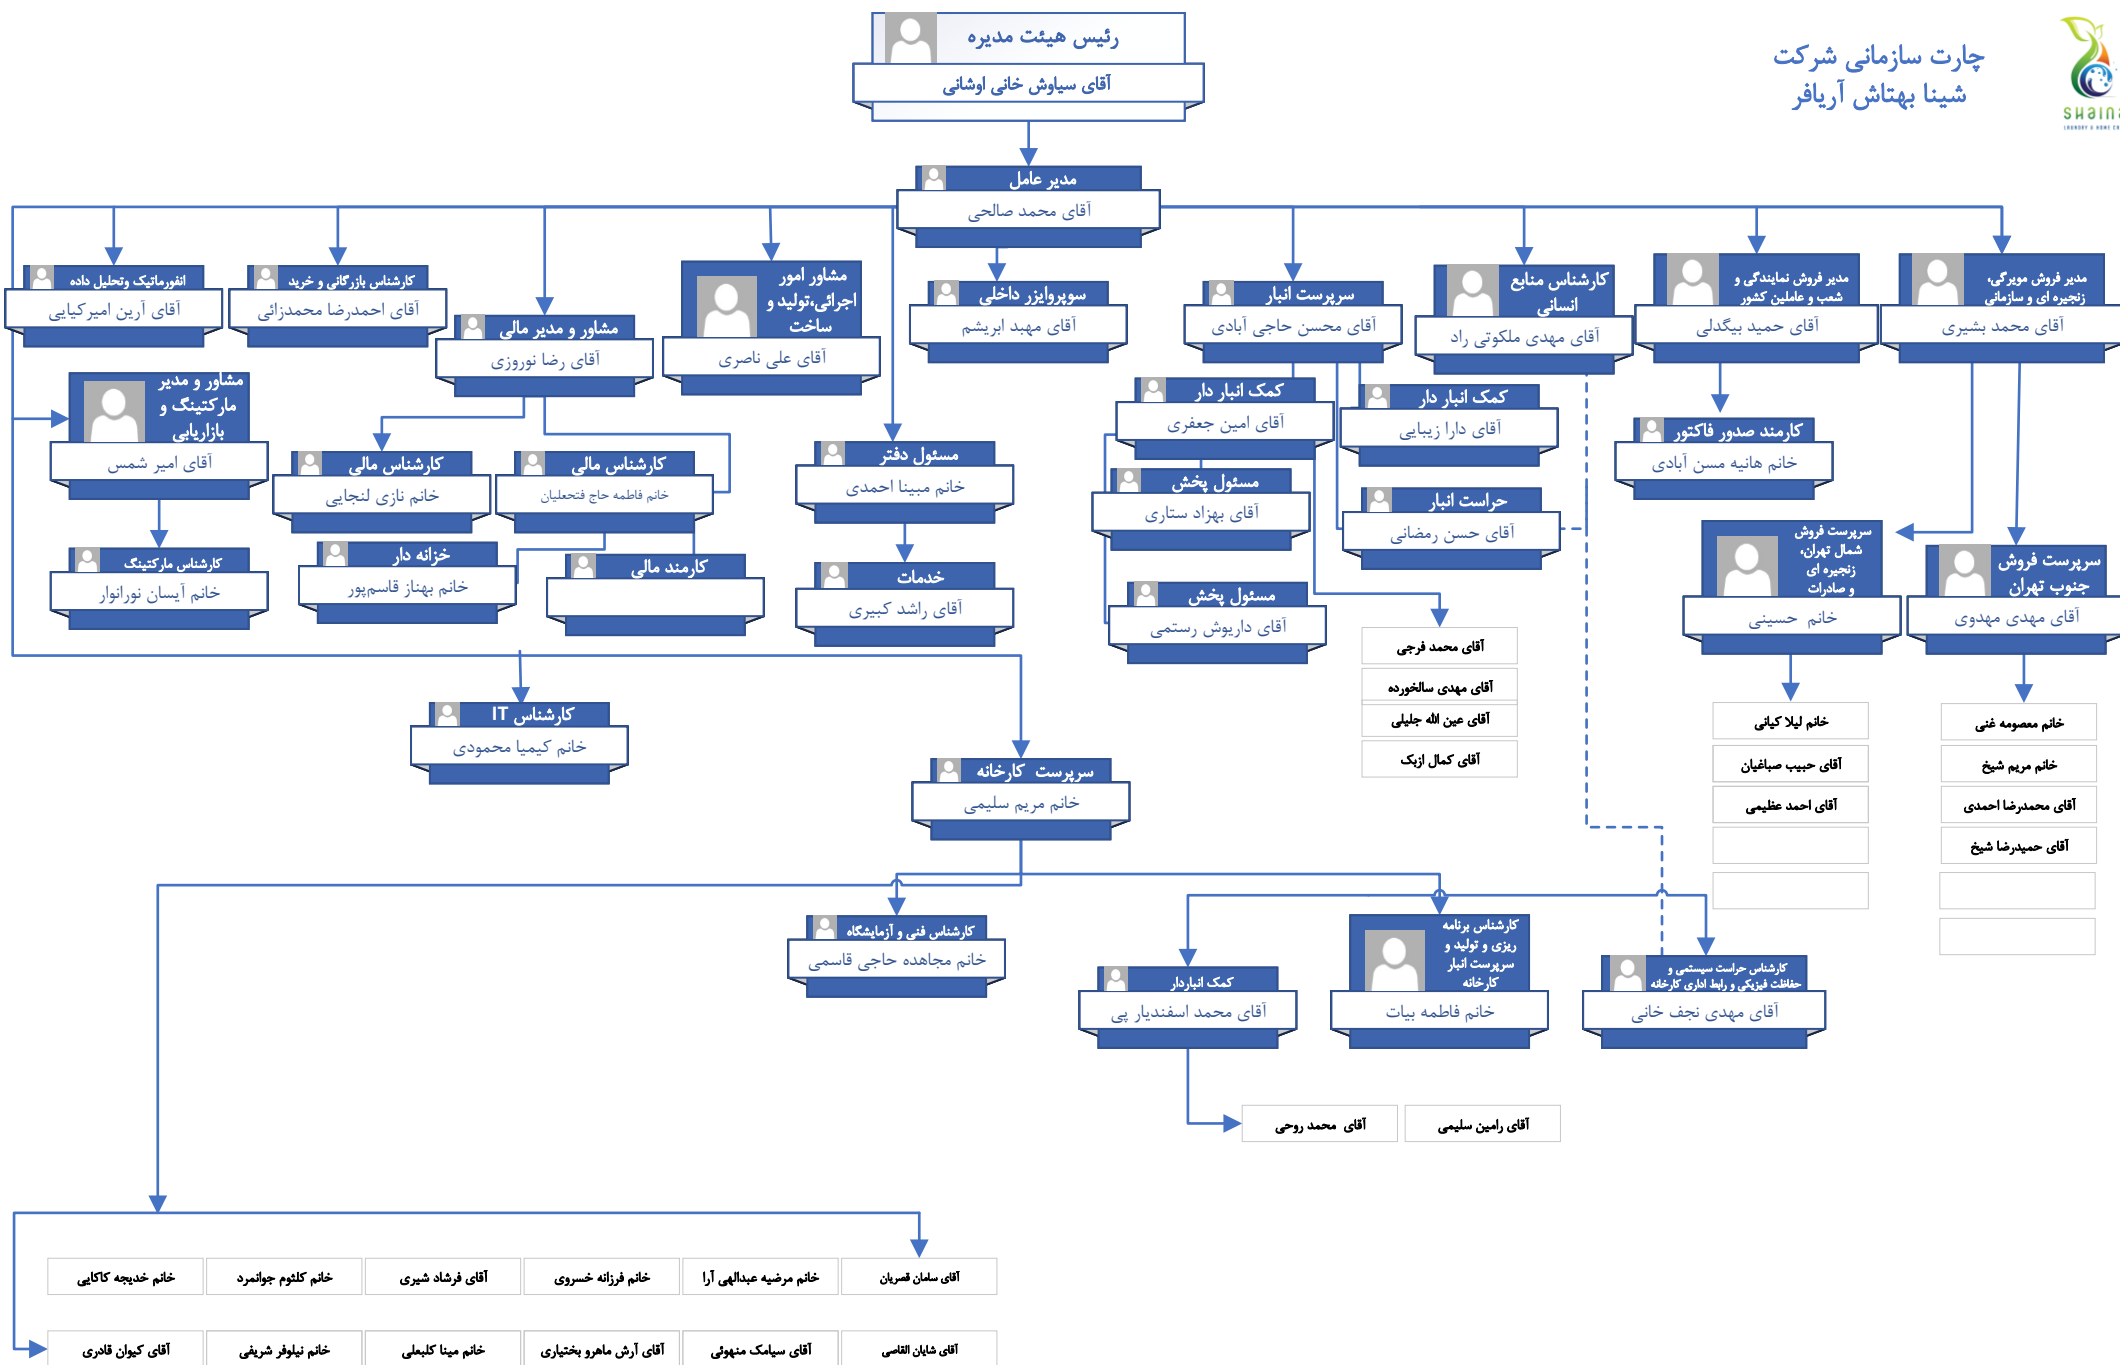 چارت سازمانی شرکت
شینا بهتاش آریافر
SHAINA
LAUNDRY & HOME
رئیس هیئت مدیره
آقای سیاوش خانی اوشانی
مدیر عامل
آقای محمد صالحی
مدیر فروش مویرگی،
زنجیره ای و سازمانی
آقای محمد بشیری
مدیر فروش نمایندگی و
شعب و عاملین کشور
آقای حمید بیگدلی
کارشناس منابع
انسانی
آقای مهدی ملکوتی راد
سرپرست انبار
آقای محسن حاجی آبادی
سوپروایزر داخلی
آقای مهبد ابریشم
مشاور امور
اجرائی،تولید و
ساخت
آقای علی ناصری
مشاور و مدیر مالی
آقای رضا نوروزی
کارشناس بازرگانی و خرید
آقای احمدرضا محمدزائی
انفورماتیک وتحلیل داده
آقای آرین امیرکیایی
کارمند صدور فاکتور
خانم هانیه مسن آبادی
کمک انبار دار
آقای دارا زیبایی
کمک انبار دار
آقای امین جعفری
مسئول دفتر
خانم مبینا احمدی
کارشناس مالی
خانم فاطمه حاج فتحعلیان
کارشناس مالی
خانم نازی لنجایی
مشاور و مدیر
مارکتینگ و
بازاریابی
آقای امیر شمس
سرپرست فروش
جنوب تهران
آقای مهدی مهدوی
سرپرست فروش
شمال تهران،
زنجیره ای
و صادرات
خانم حسینی
حراست انبار
آقای حسن رمضانی
مسئول پخش
آقای بهزاد ستاری
مسئول پخش
آقای داریوش رستمی
خدمات
آقای راشد کبیری
کارمند مالی
خزانه دار
خانم بهناز قاسم‌پور
کارشناس مارکتینگ
خانم آیسان نورانوار
آقای محمد فرجی
آقای مهدی سالخورده
آقای عین الله جلیلی
آقای کمال ازبک
خانم معصومه غنی
خانم مریم شیخ
آقای محمدرضا احمدی
آقای حمیدرضا شیخ
خانم لیلا کیانی
آقای حبیب صباغیان
آقای احمد عظیمی
کارشناس IT
خانم کیمیا محمودی
سرپرست کارخانه
خانم مریم سلیمی
کارشناس حراست سیستمی و
حفاظت فیزیکی و رابط اداری کارخانه
آقای مهدی نجف خانی
کارشناس برنامه
ریزی و تولید و
سرپرست انبار
کارخانه
خانم فاطمه بیات
کمک انباردار
آقای محمد اسفندیار پی
کارشناس فنی و آزمایشگاه
خانم مجاهده حاجی قاسمی
آقای رامین سلیمی
آقای محمد روحی
آقای سامان قصریان
خانم مرضیه عبدالهی آرا
خانم فرزانه خسروی
آقای فرشاد شیری
خانم کلثوم جوانمرد
خانم خدیجه کاکایی
آقای شایان القاصی
آقای سیامک منهوئی
آقای آرش ماهرو بختیاری
خانم مینا کلبعلی
خانم نیلوفر شریفی
آقای کیوان قادری